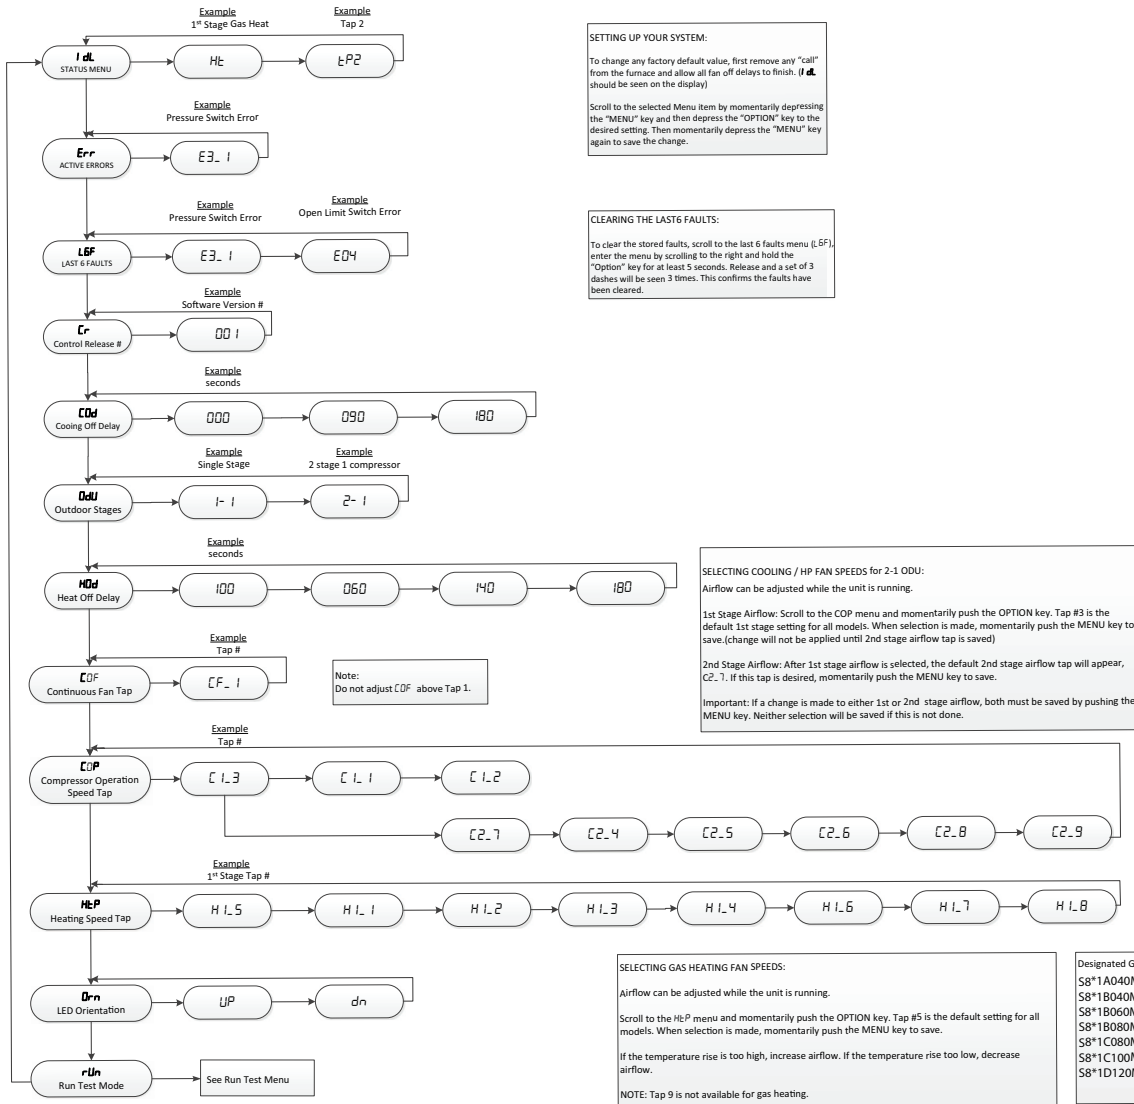 Example
1st Stage Gas Heat
Example
Tap 2
IdL
STATUS MENU
Ht
tP2
Example
Pressure Switch Error
Err
ACTIVE ERRORS
E3_1
Example
Pressure Switch Error
Example
Open Limit Switch Error
L6F
LAST 6 FAULTS
E3_1
E04
Example
Software Version #
Cr
Control Release #
001
Example
seconds
C0d
Cooing Off Delay
000
090
180
Example
Single Stage
Example
2 stage 1 compressor
OdU
Outdoor Stages
1-1
2-1
Example
seconds
HOd
Heat Off Delay
100
060
140
180
Example
Tap #
COF
Continuous Fan Tap
CF_1
Note:
Do not adjust COF above Tap 1.
Example
Tap #
COP
Compressor Operation
Speed Tap
C1_3
C1_1
C1_2
C2_7
C2_4
C2_5
C2_6
C2_8
C2_9
Example
1st Stage Tap #
HtP
Heating Speed Tap
H1_5
H1_1
H1_2
H1_3
H1_4
H1_6
H1_7
H1_8
Orn
LED Orientation
UP
dn
rUn
Run Test Mode
See Run Test Menu
SETTING UP YOUR SYSTEM:
To change any factory default value, first remove any "call"
from the furnace and allow all fan off delays to finish. (IdL
should be seen on the display)
Scroll to the selected Menu item by momentarily depressing
the "MENU" key and then depress the "OPTION" key to the
desired setting. Then momentarily depress the "MENU" key
again to save the change.
CLEARING THE LAST6 FAULTS:
To clear the stored faults, scroll to the last 6 faults menu (L6F),
enter the menu by scrolling to the right and hold the
"Option" key for at least 5 seconds. Release and a set of 3
dashes will be seen 3 times. This confirms the faults have
been cleared.
SELECTING COOLING / HP FAN SPEEDS for 2-1 ODU:
Airflow can be adjusted while the unit is running.
1st Stage Airflow: Scroll to the COP menu and momentarily push the OPTION key. Tap #3 is the
default 1st stage setting for all models. When selection is made, momentarily push the MENU key to
save.(change will not be applied until 2nd stage airflow tap is saved)
2nd Stage Airflow: After 1st stage airflow is selected, the default 2nd stage airflow tap will appear,
C2_7. If this tap is desired, momentarily push the MENU key to save.
Important: If a change is made to either 1st or 2nd stage airflow, both must be saved by pushing the
MENU key. Neither selection will be saved if this is not done.
SELECTING GAS HEATING FAN SPEEDS:
Airflow can be adjusted while the unit is running.
Scroll to the HtP menu and momentarily push the OPTION key. Tap #5 is the default setting for all
models. When selection is made, momentarily push the MENU key to save.
If the temperature rise is too high, increase airflow. If the temperature rise too low, decrease
airflow.
NOTE: Tap 9 is not available for gas heating.
Designated G
S8*1A040M
S8*1B040M
S8*1B060M
S8*1B080M
S8*1C080M
S8*1C100M
S8*1D120M